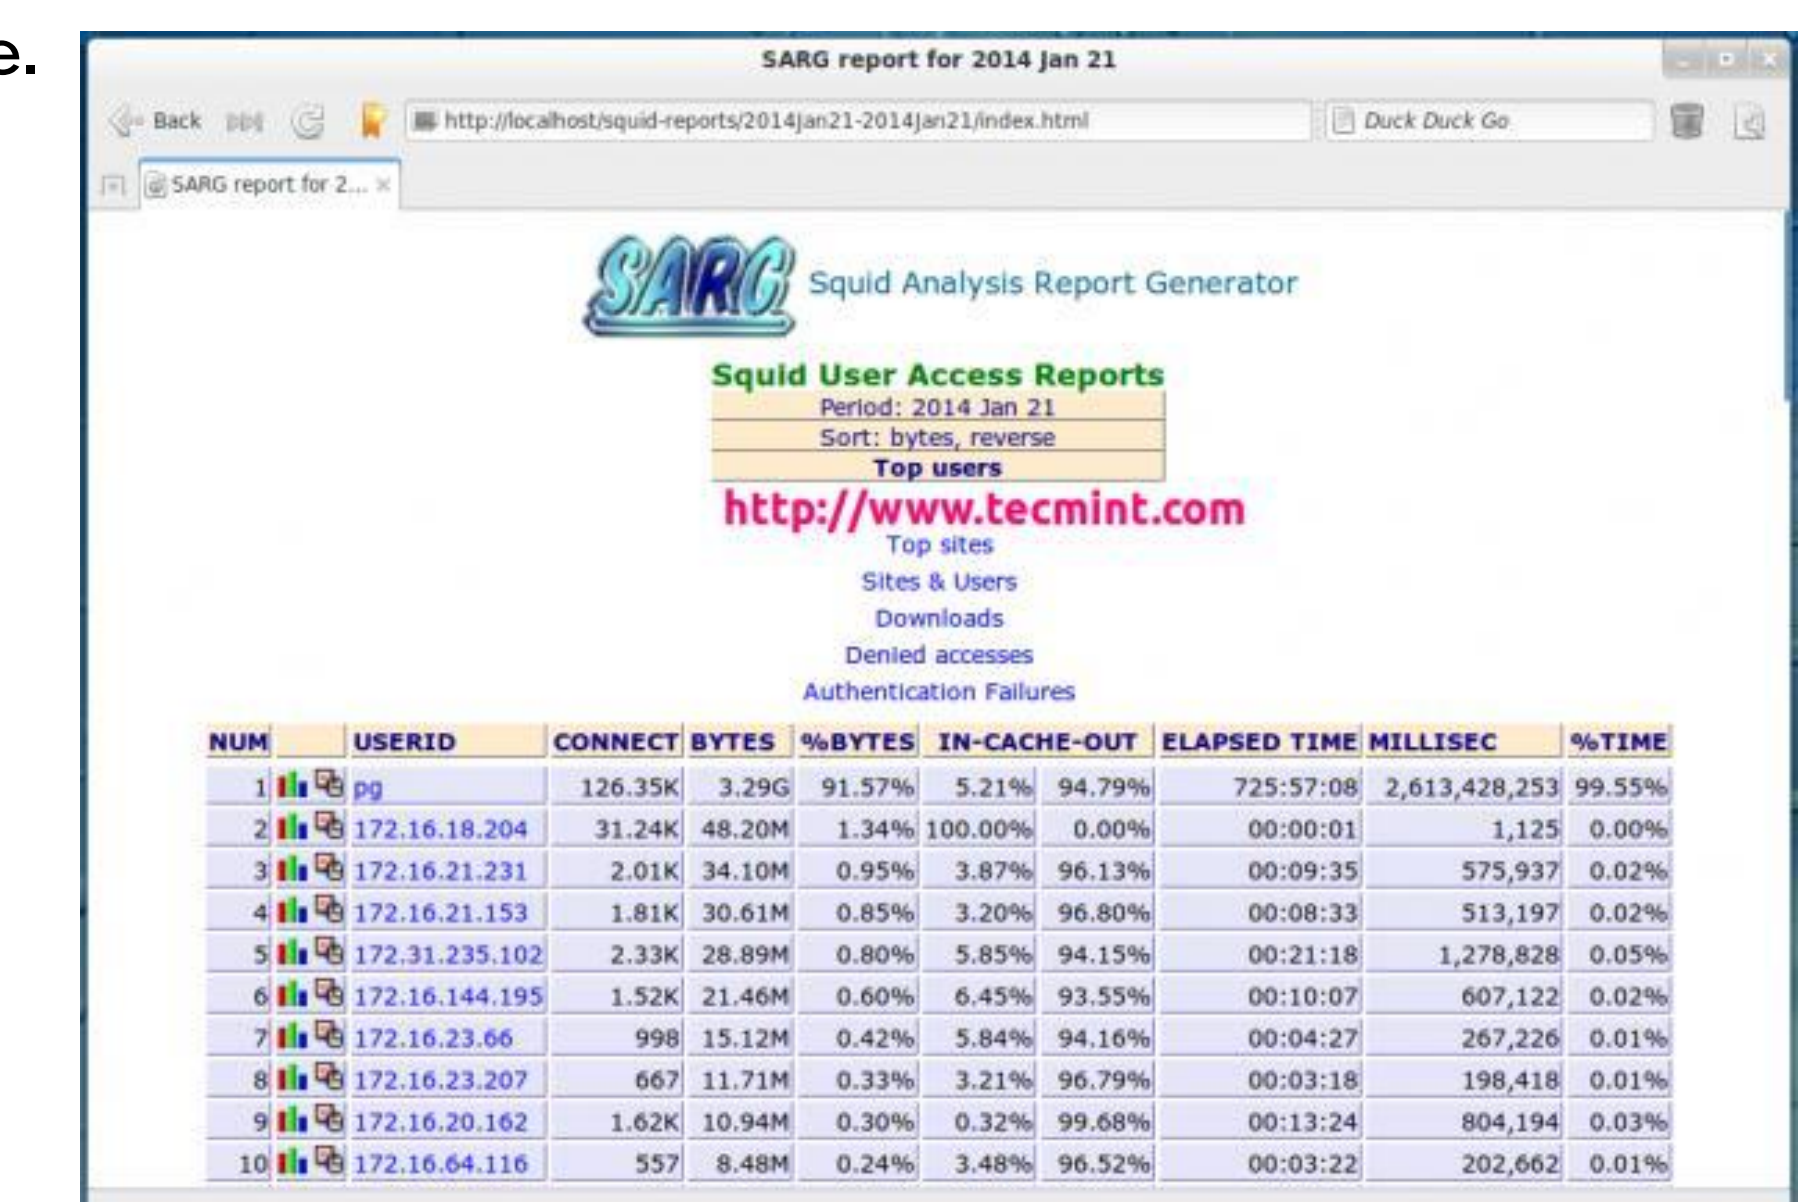 e.
SARG report for 2014 Jan 21
Back http://localhost/squid-reports/2014Jan21-2014Jan21/index.html Duck Duck Go
SARG report for 2...
SARG Squid Analysis Report Generator
Squid User Access Reports
Period: 2014 Jan 21
Sort: bytes, reverse
Top users
http://www.tecmint.com
Top sites
Sites & Users
Downloads
Denied accesses
Authentication Failures
NUM USERID CONNECT BYTES %BYTES IN-CACHE-OUT ELAPSED TIME MILLISEC %TIME
1 pg 126.35K 3.29G 91.57% 5.21% 94.79% 725:57:08 2,613,428,253 99.55%
2 172.16.18.204 31.24K 48.20M 1.34% 100.00% 0.00% 00:00:01 1,125 0.00%
3 172.16.21.231 2.01K 34.10M 0.95% 3.87% 96.13% 00:09:35 575,937 0.02%
4 172.16.21.153 1.81K 30.61M 0.85% 3.20% 96.80% 00:08:33 513,197 0.02%
5 172.31.235.102 2.33K 28.89M 0.80% 5.85% 94.15% 00:21:18 1,278,828 0.05%
6 172.16.144.195 1.52K 21.46M 0.60% 6.45% 93.55% 00:10:07 607,122 0.02%
7 172.16.23.66 998 15.12M 0.42% 5.84% 94.16% 00:04:27 267,226 0.01%
8 172.16.23.207 667 11.71M 0.33% 3.21% 96.79% 00:03:18 198,418 0.01%
9 172.16.20.162 1.62K 10.94M 0.30% 0.32% 99.68% 00:13:24 804,194 0.03%
10 172.16.64.116 557 8.48M 0.24% 3.48% 96.52% 00:03:22 202,662 0.01%